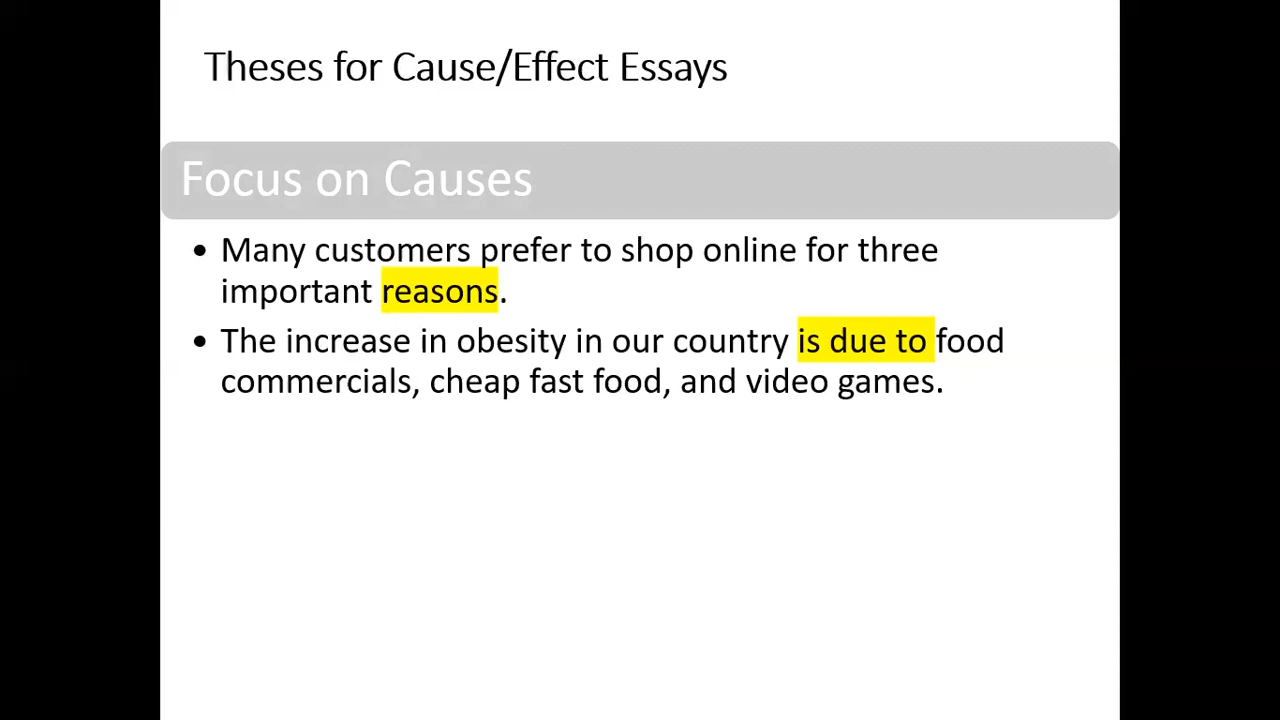 Theses for Cause/Effect Essays
Focus on Causes
• Many customers prefer to shop online for three
important reasons.
• The increase in obesity in our country is due to food
commercials, cheap fast food, and video games.